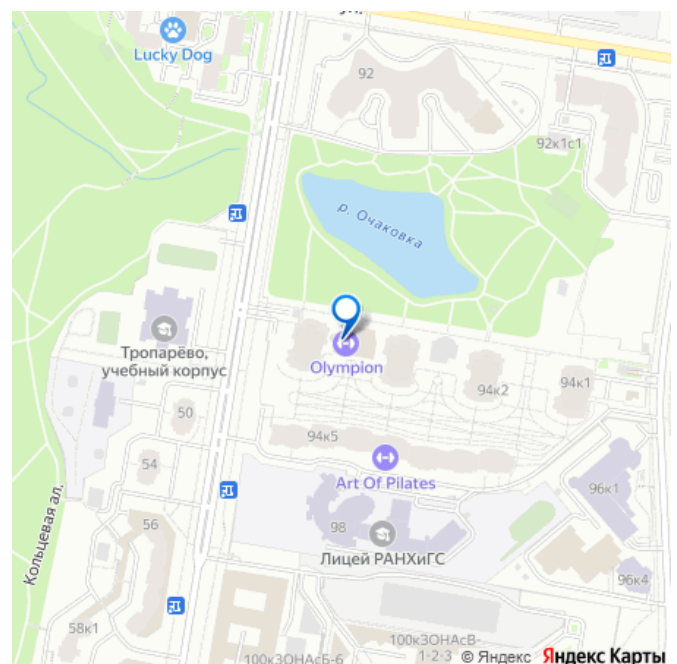 ул.
Lucky Dog
92
92к1с1
р. Очаковка
Тропарёво,
учебный корпус
Olympion
94к2
94к1
50
94к5
54
Art Of Pilates
96к1
Кольцевая ал.
56
98
Лицей РАНХиГС
96к4
58к1
100кЗОНАсБ-6
100кЗОНАсВ-
1-2-3
© Яндекс Яндекс Карты